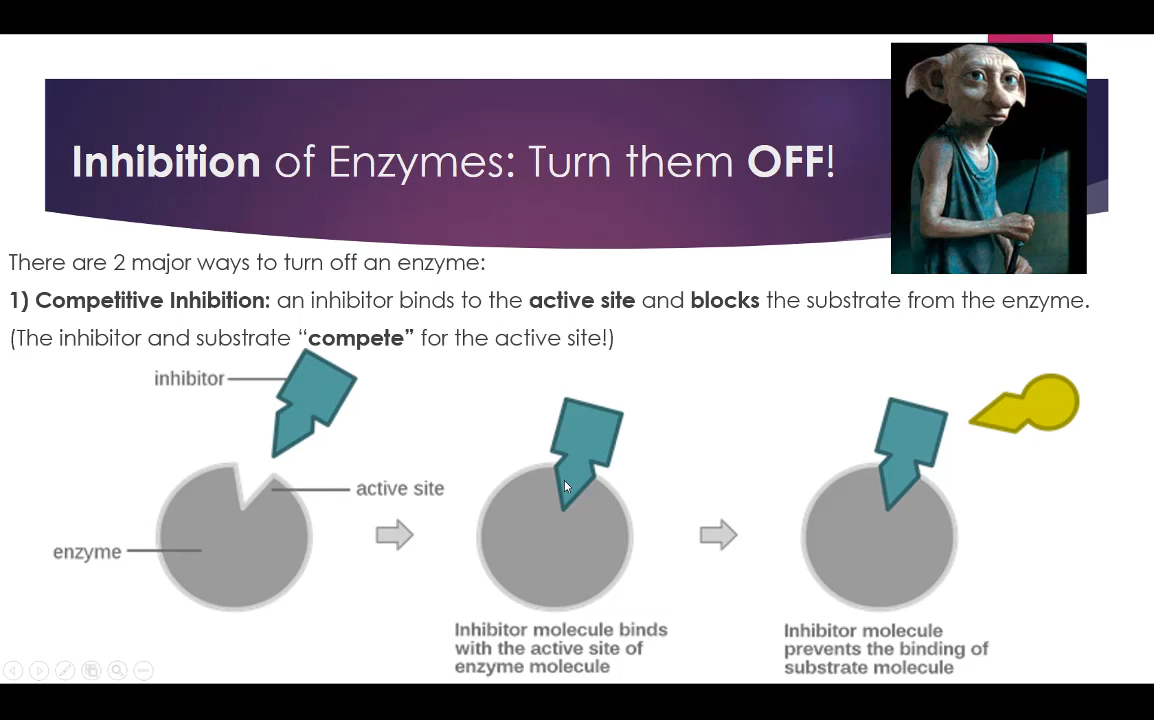 Inhibition of Enzymes: Turn them OFF!
There are 2 major ways to turn off an enzyme:
1) Competitive Inhibition: an inhibitor binds to the active site and blocks the substrate from the enzyme.
(The inhibitor and substrate “compete” for the active site!)
inhibitor
active site
enzyme
Inhibitor molecule binds
with the active site of
enzyme molecule
Inhibitor molecule
prevents the binding of
substrate molecule